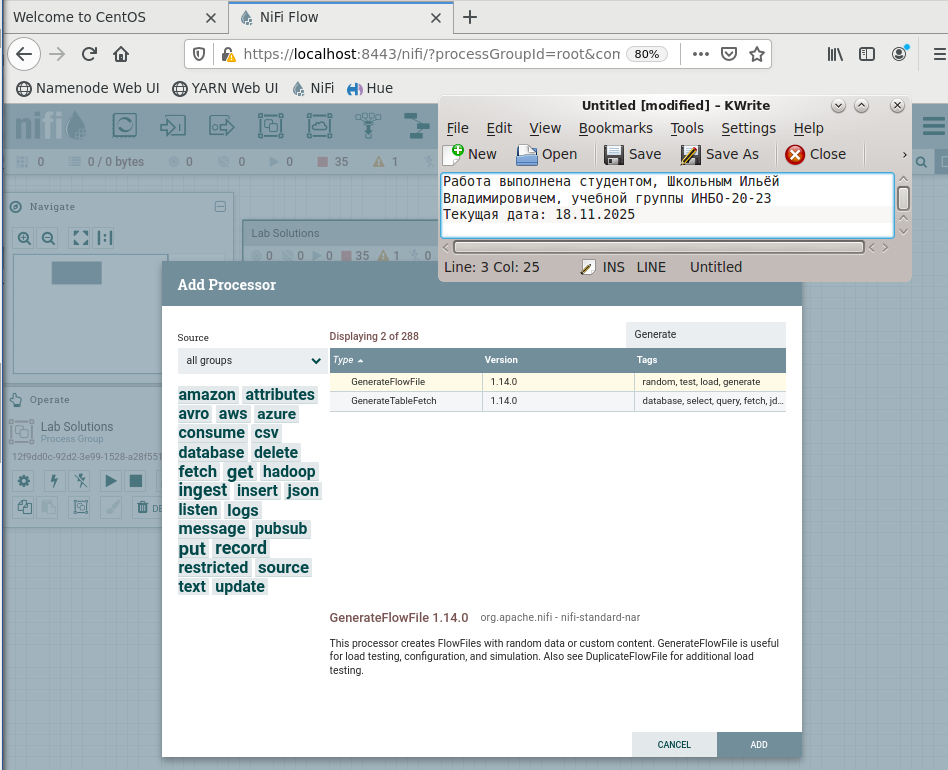 Welcome to CentOS
NiFi Flow
https://localhost:8443/nifi/?processGroupId=root&con
80%
Namenode Web UI
YARN Web UI
NiFi
Hue
Untitled [modified] – KWrite
File Edit View Bookmarks Tools Settings Help
New Open Save Save As Close
Работа выполнена студентом, Школьным Ильёй
Владимировичем, учебной группы ИНБО-20-23
Текущая дата: 18.11.2025
Line: 3 Col: 25 INS LINE Untitled
nifi
0 0 / 0 bytes 0 0 0 35 1
Navigate
Lab Solutions
0 0 0 35 1 0
Operate
Lab Solutions
Process Group
Add Processor
Source
all groups
amazon attributes
avro aws azure
consume csv
database delete
fetch get hadoop
ingest insert json
listen logs
message pubsub
put record
restricted source
text update
Displaying 2 of 288
Generate
Type Version Tags
GenerateFlowFile 1.14.0 random, test, load, generate
GenerateTableFetch 1.14.0 database, select, query, fetch, jd...
GenerateFlowFile 1.14.0 org.apache.nifi - nifi-standard-nar
This processor creates FlowFiles with random data or custom content. GenerateFlowFile is useful
for load testing, configuration, and simulation. Also see DuplicateFlowFile for additional load
testing.
CANCEL ADD